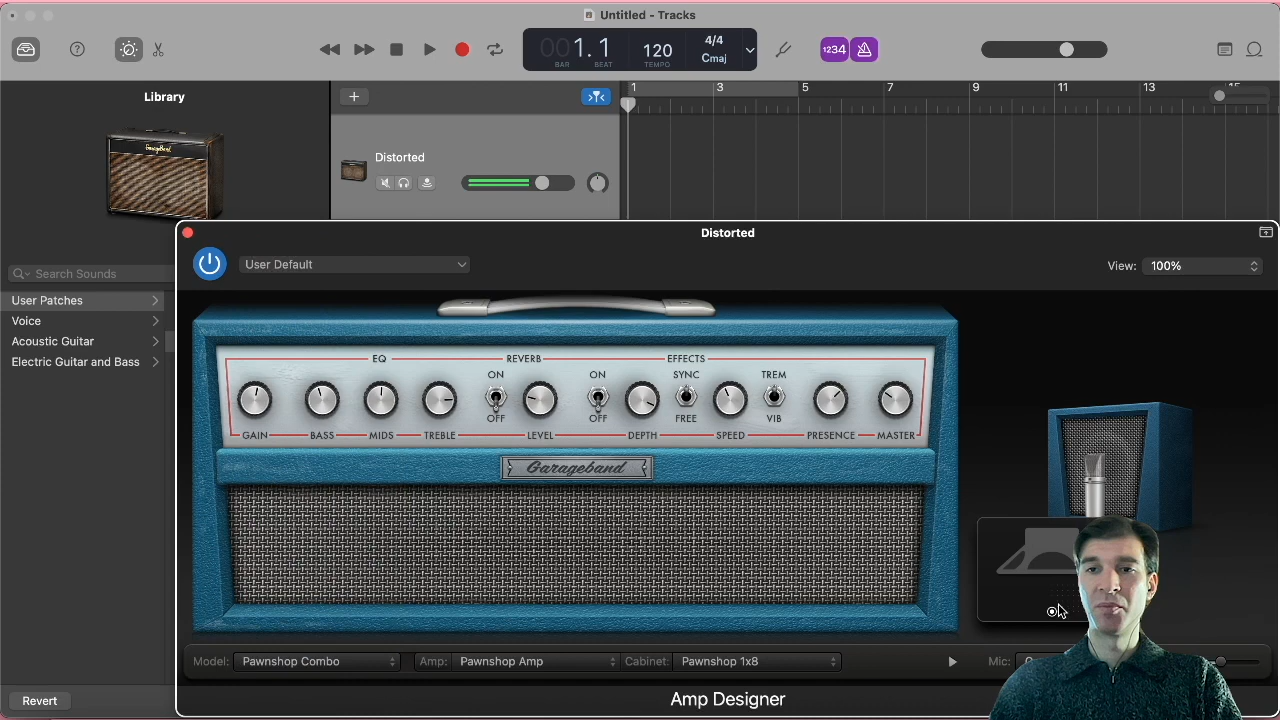 Untitled - Tracks
001.1
120
4/4
Cmaj
BAR
BEAT
TEMPO
1234
Library
1
3
5
7
9
11
13
GarageBand
Distorted
Search Sounds
User Patches
Voice
Acoustic Guitar
Electric Guitar and Bass
Revert
Distorted
User Default
View:
100%
EQ
REVERB
EFFECTS
ON
ON
SYNC
TREM
OFF
OFF
FREE
VIB
GAIN
BASS
MIDS
TREBLE
LEVEL
DEPTH
SPEED
PRESENCE
MASTER
Garageband
Model:
Pawnshop Combo
Amp:
Pawnshop Amp
Cabinet:
Pawnshop 1x8
Mic:
Amp Designer